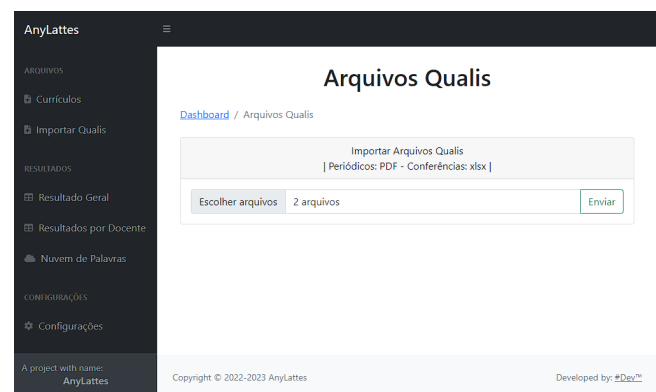 AnyLattes
ARQUIVOS
Currículos
Importar Qualis
RESULTADOS
Resultado Geral
Resultados por Docente
Nuvem de Palavras
CONFIGURAÇÕES
Configurações
A project with name:
AnyLattes
Arquivos Qualis
Dashboard / Arquivos Qualis
Importar Arquivos Qualis
| Periódicos: PDF - Conferências: xlsx |
Escolher arquivos 2 arquivos Enviar
Copyright © 2022-2023 AnyLattes Developed by: #Dev™